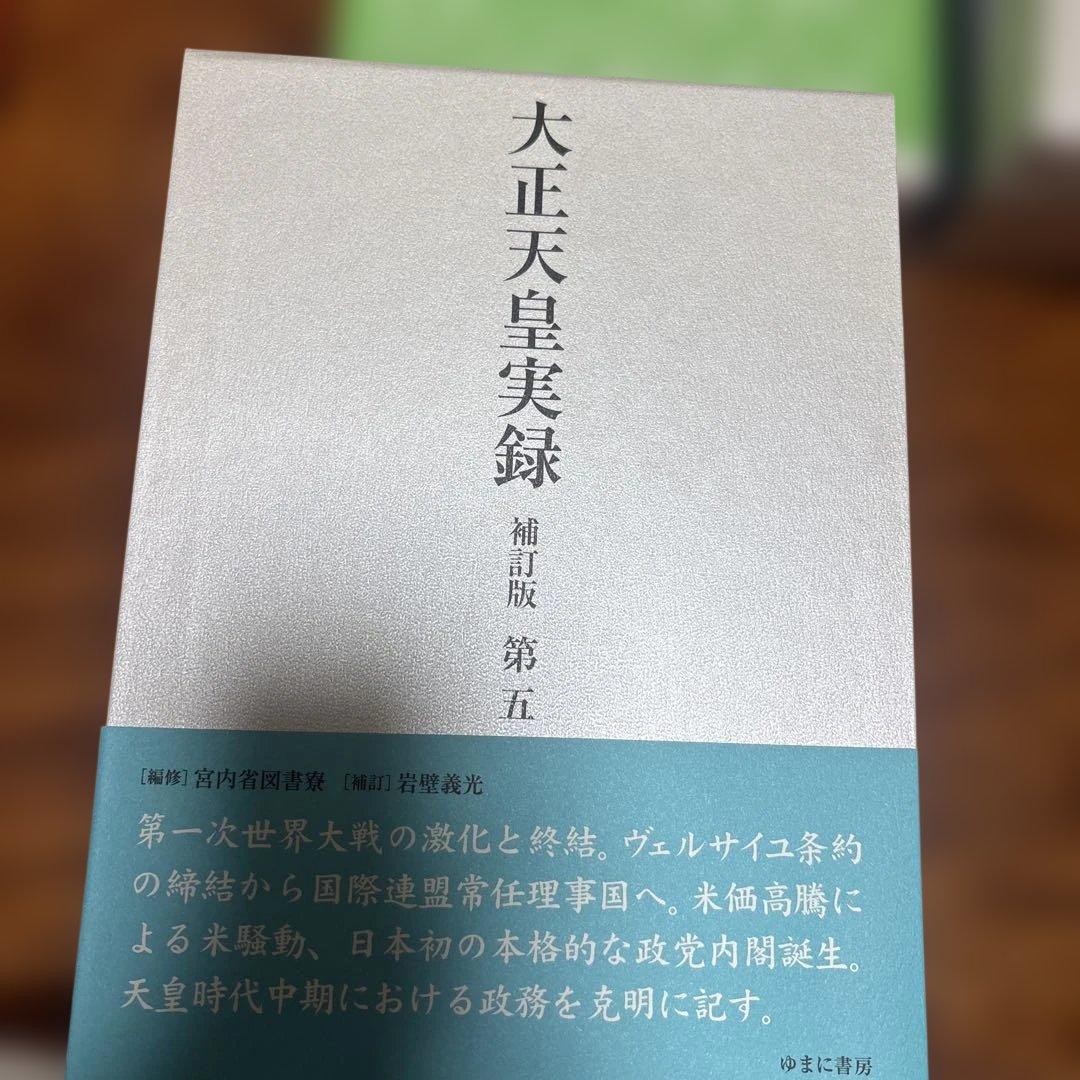 大正天皇実録
補訂版 第五
[編修]宮内省図書寮 [補訂]岩壁義光
第一次世界大戦の激化と終結。ヴェルサイユ条約
の締結から国際連盟常任理事国へ。米価高騰に
よる米騒動、日本初の本格的な政党内閣誕生。
天皇時代中期における政務を克明に記す。
ゆまに書房